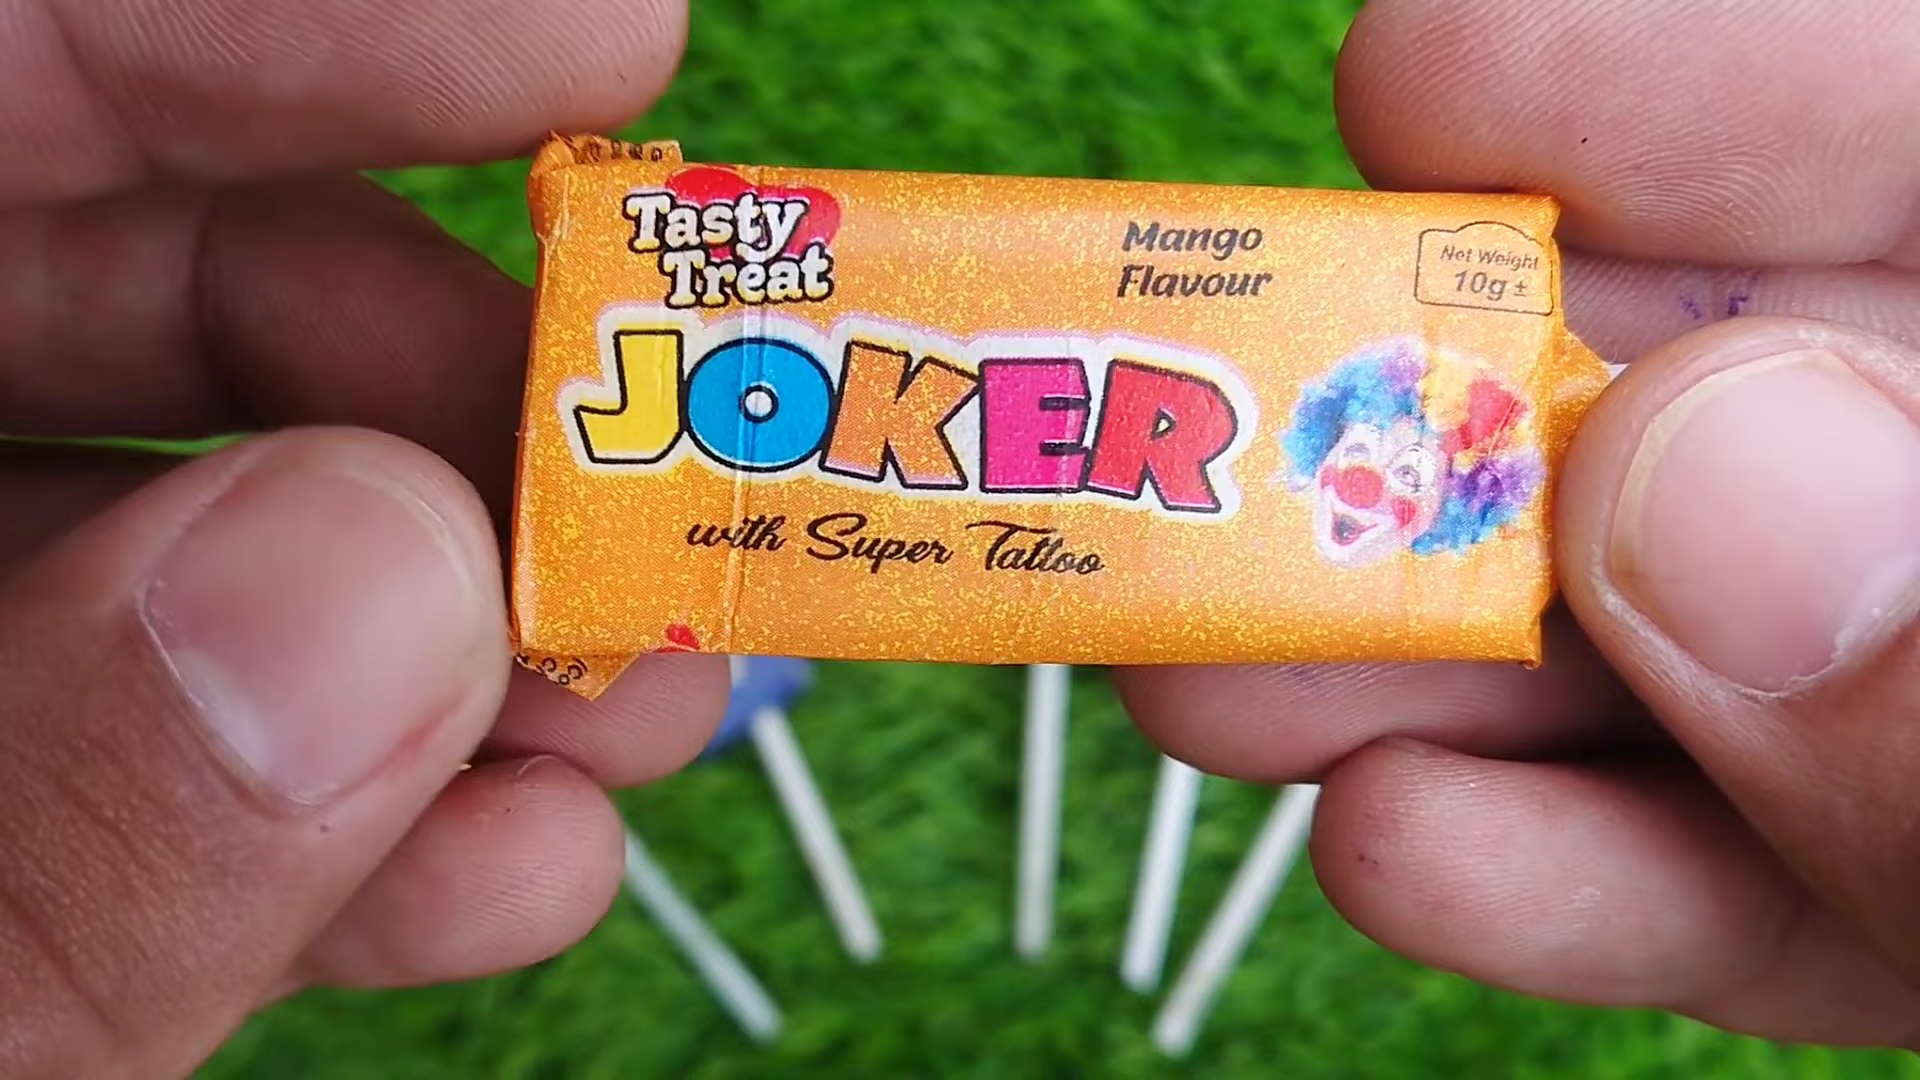 Tasty
Treat
Mango
Flavour
Net Weight
10g ±
JOKER
with Super Tattoo